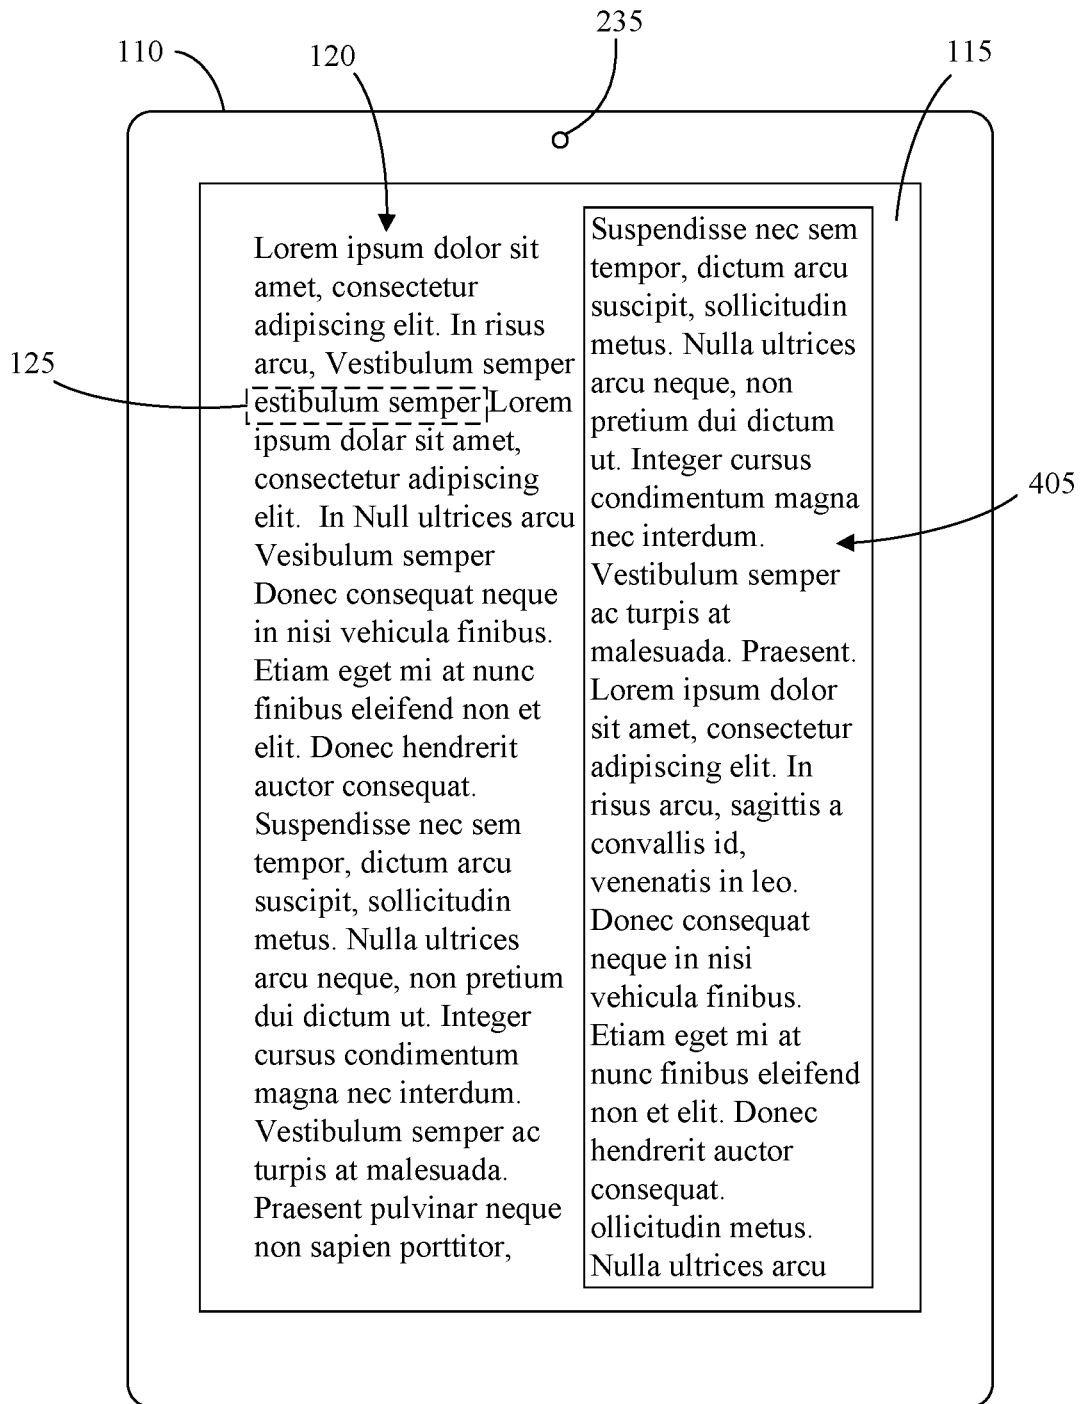 235
110
120
115
Lorem ipsum dolor sit
amet, consectetur
adipiscing elit. In risus
arcu, Vestibulum semper
125
estibulum semper Lorem
ipsum dolar sit amet,
consectetur adipiscing
elit.  In Null ultrices arcu
Vesibulum semper
Donec consequat neque
in nisi vehicula finibus.
Etiam eget mi at nunc
finibus eleifend non et
elit. Donec hendrerit
auctor consequat.
Suspendisse nec sem
tempor, dictum arcu
suscipit, sollicitudin
metus. Nulla ultrices
arcu neque, non pretium
dui dictum ut. Integer
cursus condimentum
magna nec interdum.
Vestibulum semper ac
turpis at malesuada.
Praesent pulvinar neque
non sapien porttitor,
Suspendisse nec sem
tempor, dictum arcu
suscipit, sollicitudin
metus. Nulla ultrices
arcu neque, non
pretium dui dictum
ut. Integer cursus
condimentum magna
nec interdum.
405
Vestibulum semper
ac turpis at
malesuada. Praesent.
Lorem ipsum dolor
sit amet, consectetur
adipiscing elit. In
risus arcu, sagittis a
convallis id,
venenatis in leo.
Donec consequat
neque in nisi
vehicula finibus.
Etiam eget mi at
nunc finibus eleifend
non et elit. Donec
hendrerit auctor
consequat.
ollicitudin metus.
Nulla ultrices arcu